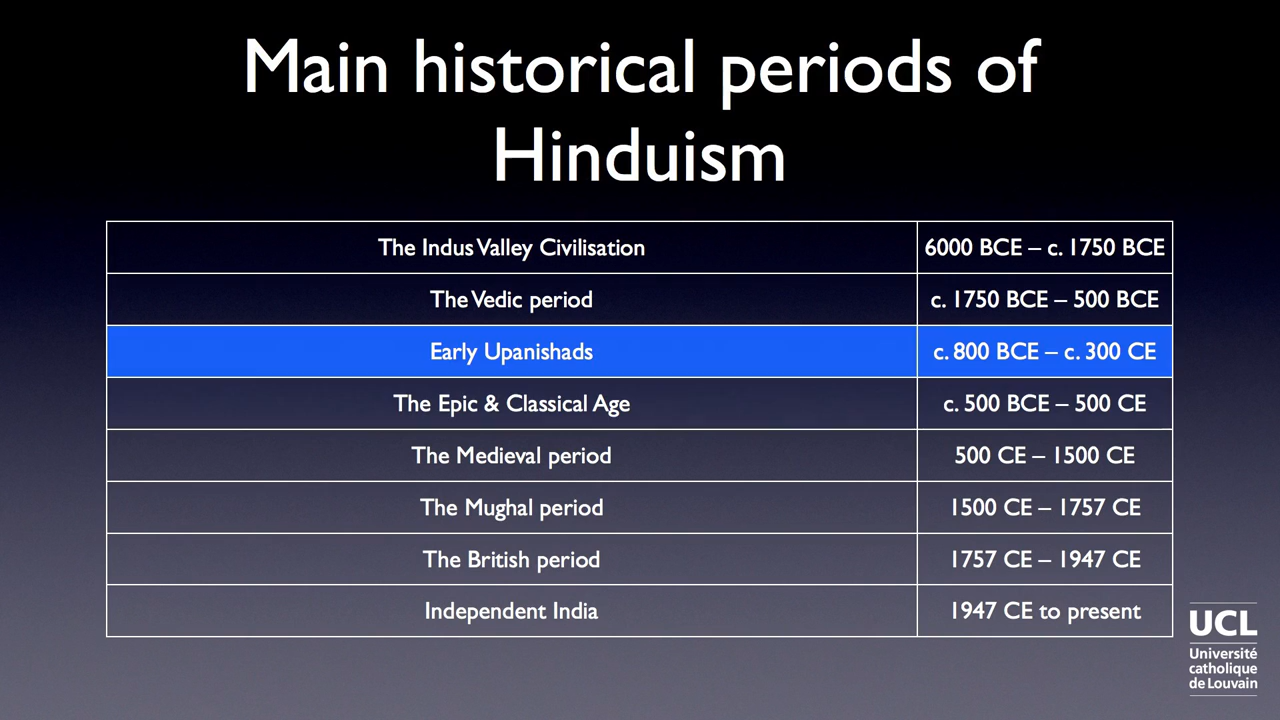 Main historical periods of
Hinduism
The Indus Valley Civilisation 6000 BCE – c. 1750 BCE
The Vedic period c. 1750 BCE – 500 BCE
Early Upanishads c. 800 BCE – c. 300 CE
The Epic & Classical Age c. 500 BCE – 500 CE
The Medieval period 500 CE – 1500 CE
The Mughal period 1500 CE – 1757 CE
The British period 1757 CE – 1947 CE
Independent India 1947 CE to present
UCL
Université
catholique
de Louvain